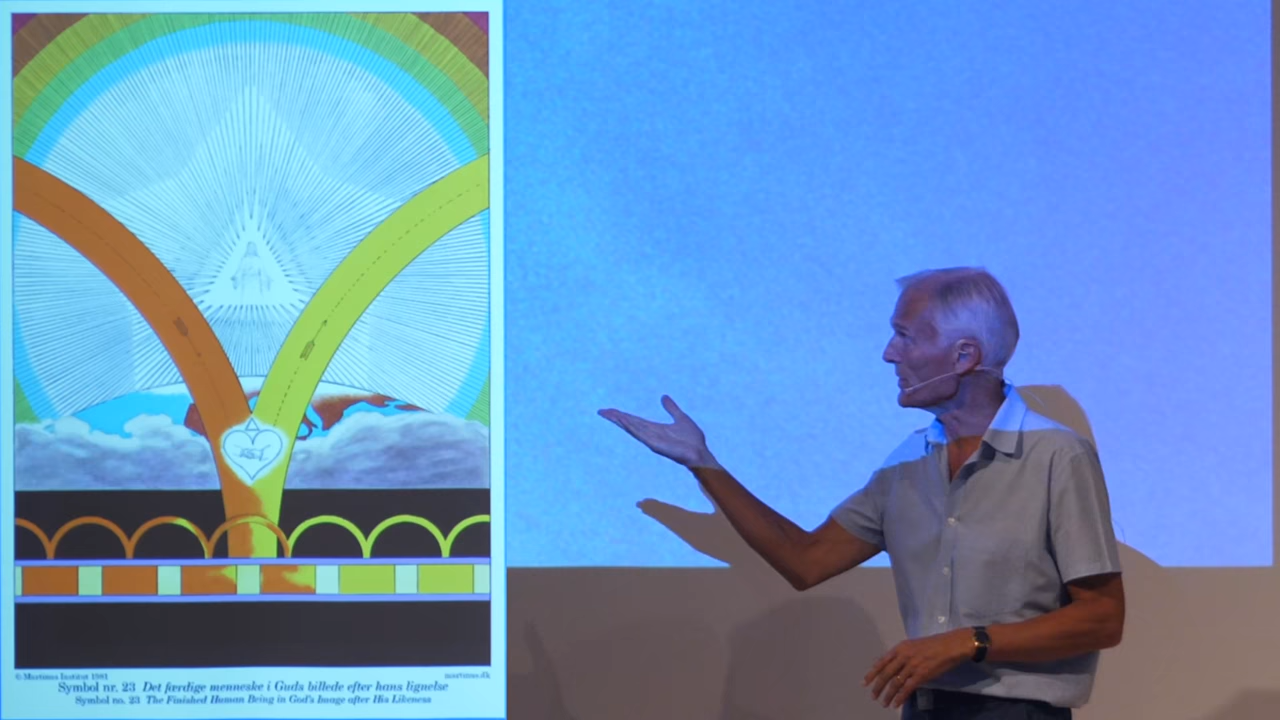 © Martinus Institut 1981
martinus.dk
Symbol nr. 23 Det færdige menneske i Guds billede efter hans lignelse
Symbol no. 23 The Finished Human Being in God's Image after His Likeness